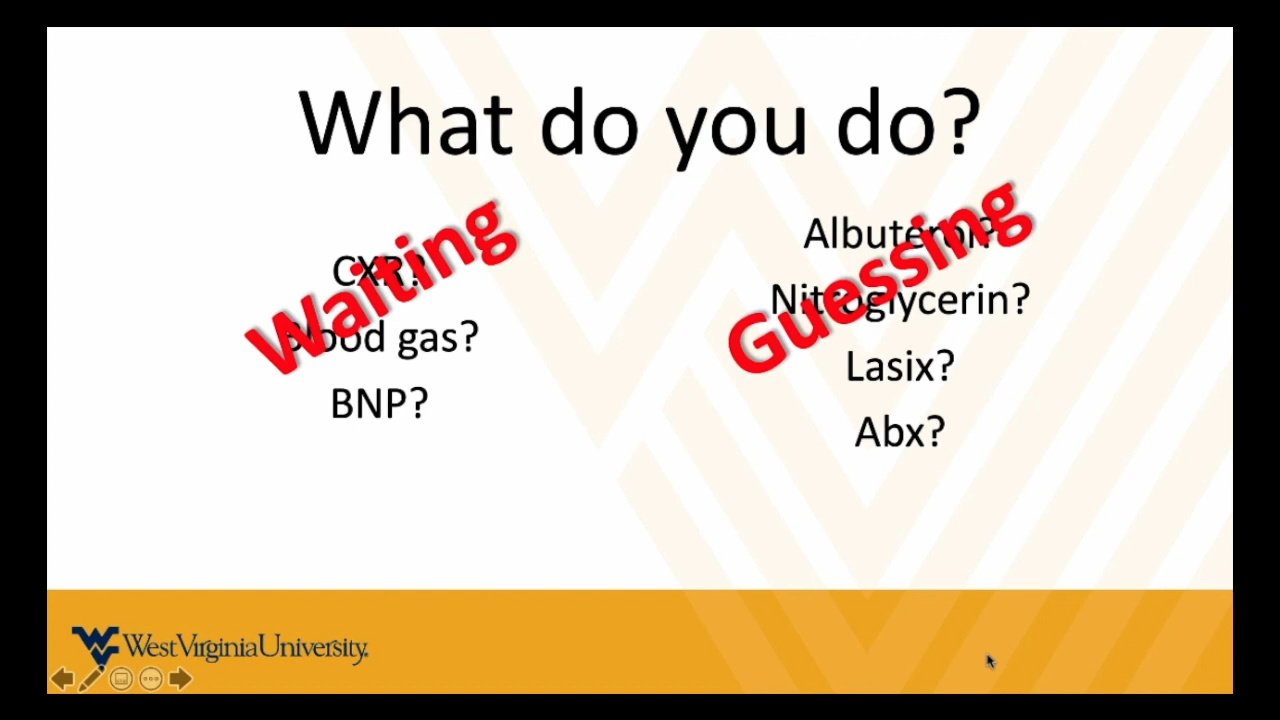 What do you do?
Waiting
CXR?
Blood gas?
BNP?
Guessing
Albuterol?
Nitroglycerin?
Lasix?
Abx?
WestVirginiaUniversity.